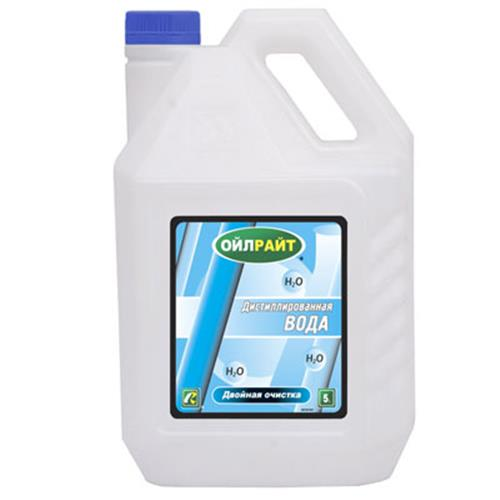 ОЙЛРАЙТ
H₂O
Дистиллированная
ВОДА
H₂O
H₂O
Двойная очистка
5